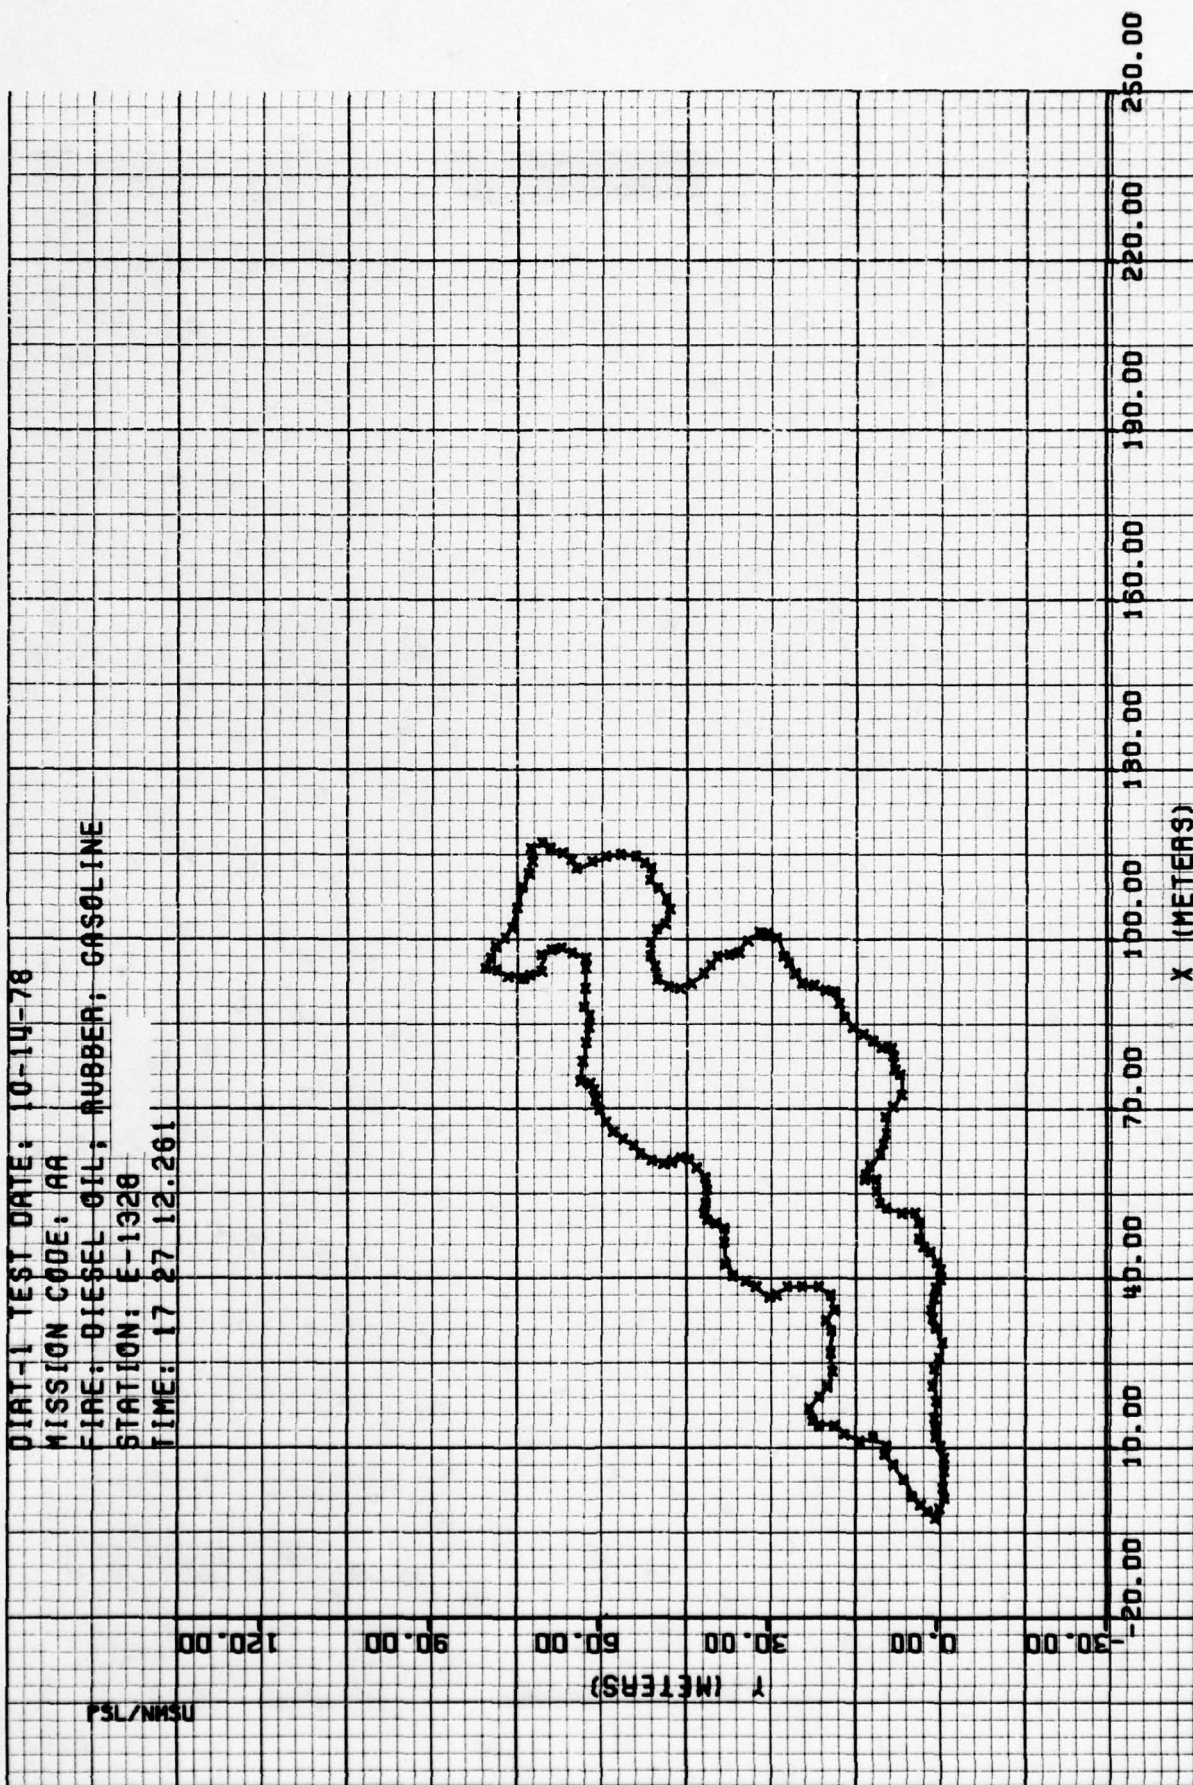 DIRT-1 TEST DATE: 10-14-78
MISSION CODE: AA
FIRE: DIESEL OIL; RUBBER; GASOLINE
STATION: E-1328
TIME: 17 27 12.261
PSL/NMSU
120.00
90.00
60.00
30.00
0.00
-30.00
Y (METERS)
-20.00 10.00 40.00 70.00 100.00 130.00 160.00 190.00 220.00 250.00
X (METERS)